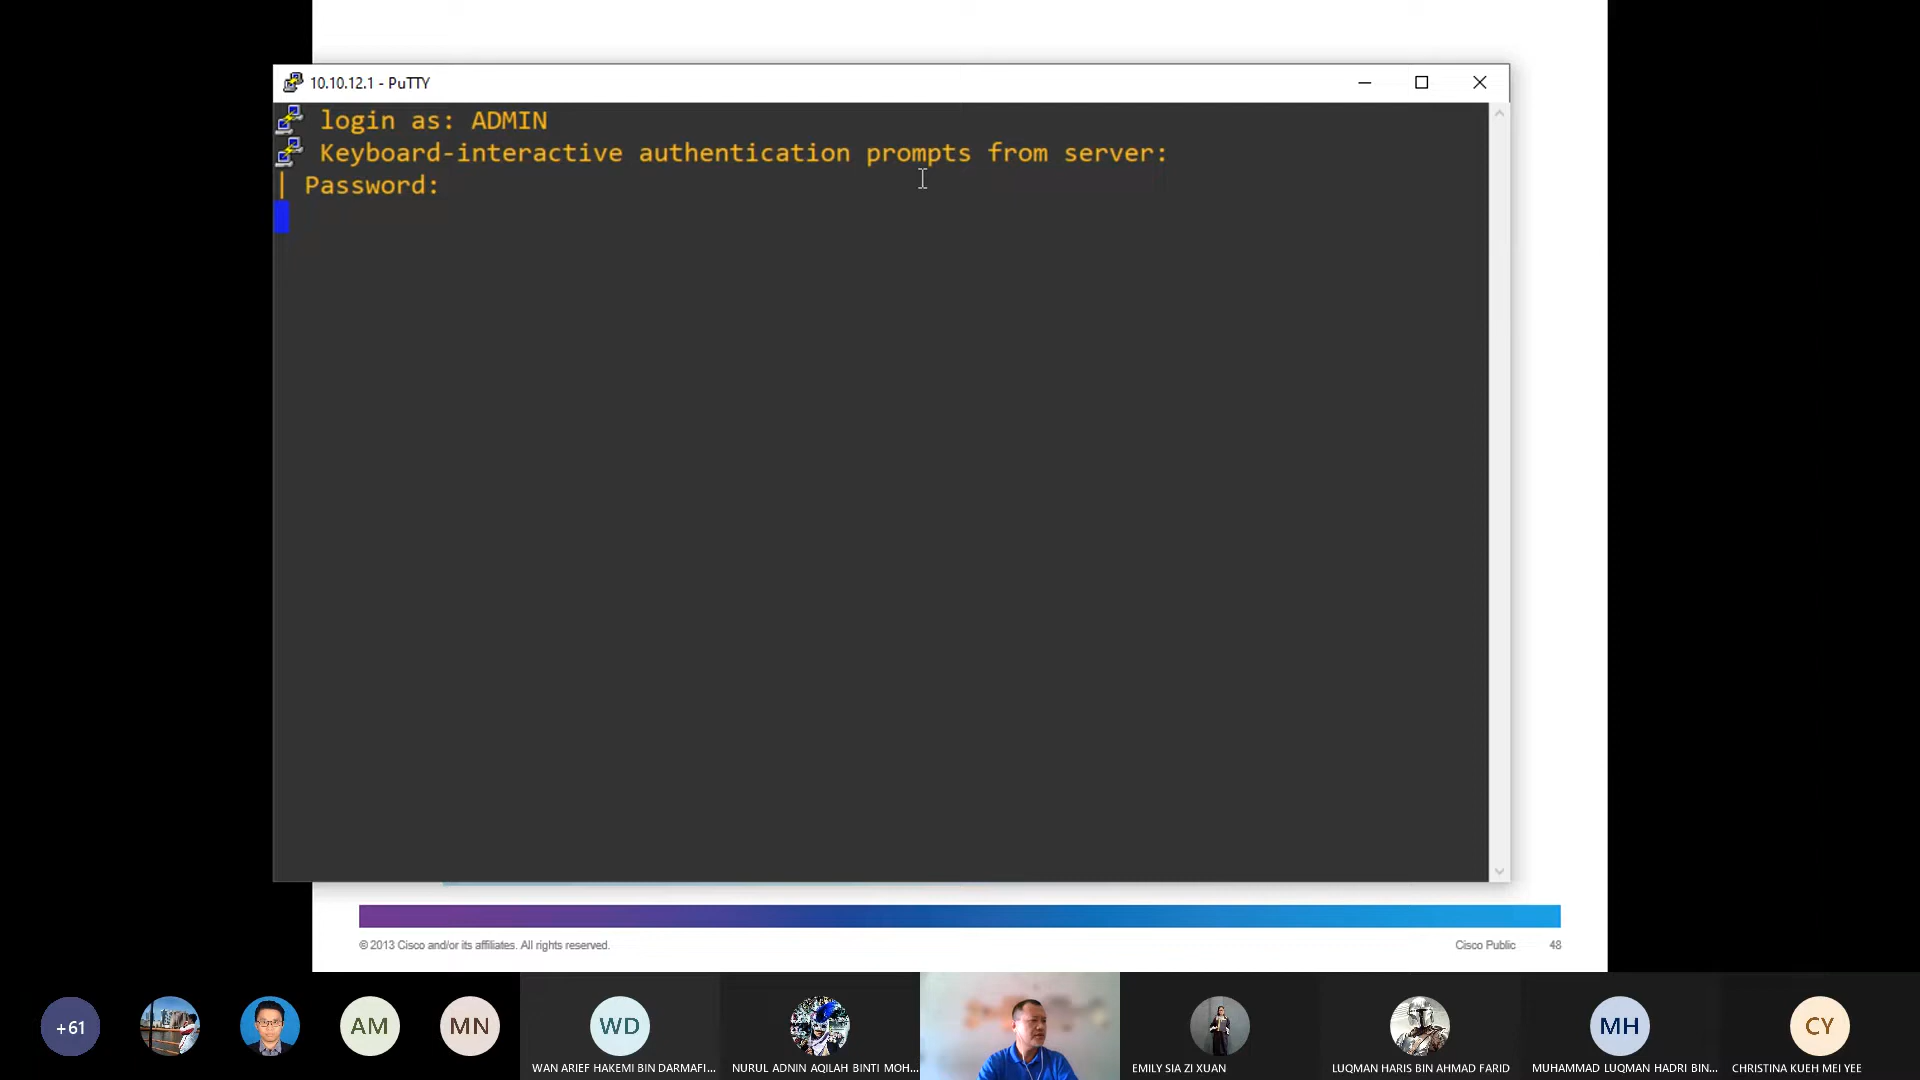 10.10.12.1 - PuTTY
login as: ADMIN
Keyboard-interactive authentication prompts from server:
| Password:
© 2013 Cisco and/or its affiliates. All rights reserved.
Cisco Public 48
+61
AM
MN
WD
MH
CY
WAN ARIEF HAKEMI BIN DARMAFI...
NURUL ADNIN AQILAH BINTI MOH...
EMILY SIA ZI XUAN
LUQMAN HARIS BIN AHMAD FARID
MUHAMMAD LUQMAN HADRI BIN...
CHRISTINA KUEH MEI YEE